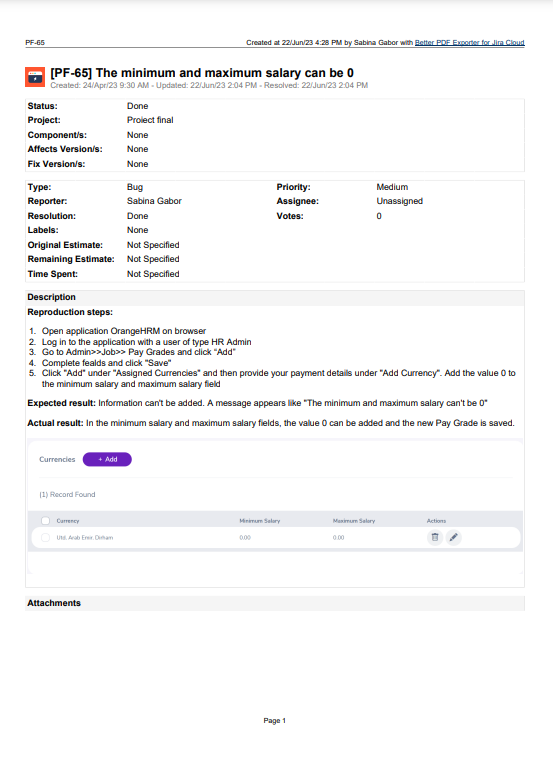 PF-65 Created at 22/Jun/23 4:28 PM by Sabina Gabor with Better PDF Exporter for Jira Cloud
[PF-65] The minimum and maximum salary can be 0
Created: 24/Apr/23 9:30 AM - Updated: 22/Jun/23 2:04 PM - Resolved: 22/Jun/23 2:04 PM
Status: Done
Project: Proiect final
Component/s: None
Affects Version/s: None
Fix Version/s: None
Type: Bug Priority: Medium
Reporter: Sabina Gabor Assignee: Unassigned
Resolution: Done Votes: 0
Labels: None
Original Estimate: Not Specified
Remaining Estimate: Not Specified
Time Spent: Not Specified
Description
Reproduction steps:
1. Open application OrangeHRM on browser
2. Log in to the application with a user of type HR Admin
3. Go to Admin>>Job>> Pay Grades and click "Add"
4. Complete fealds and click "Save"
5. Click "Add" under "Assigned Currencies" and then provide your payment details under "Add Currency". Add the value 0 to
the minimum salary and maximum salary field
Expected result: Information can't be added. A message appears like "The minimum and maximum salary can't be 0"
Actual result: In the minimum salary and maximum salary fields, the value 0 can be added and the new Pay Grade is saved.
Currencies + Add
(1) Record Found
Currency Minimum Salary Maximum Salary Actions
Utd. Arab Emir. Dirham 0.00 0.00
Attachments
Page 1